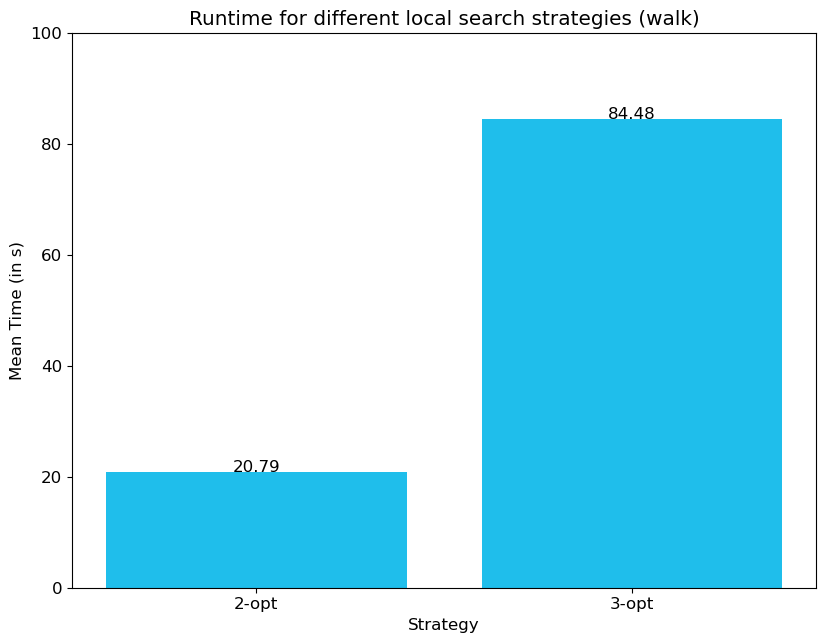 Runtime for different local search strategies (walk)
100
80
60
40
20
0
Mean Time (in s)
84.48
20.79
2-opt
3-opt
Strategy